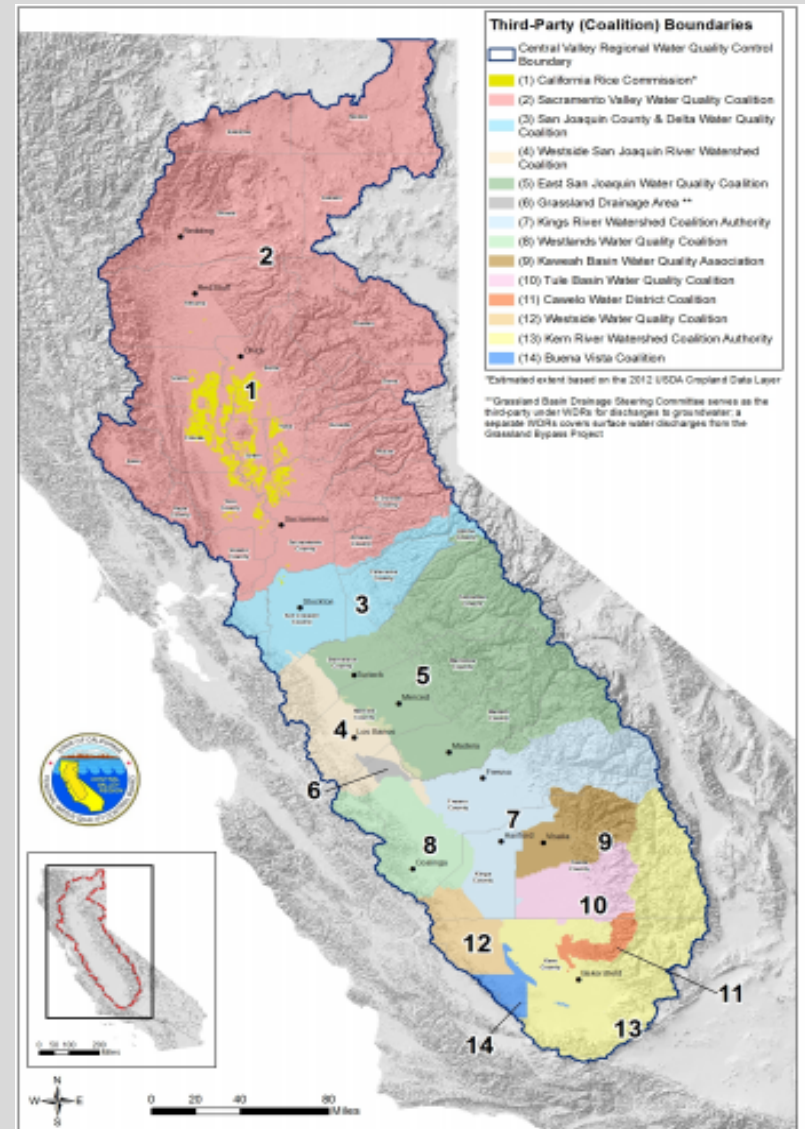 Third-Party (Coalition) Boundaries
Central Valley Regional Water Quality Control
Boundary
(1) California Rice Commission*
(2) Sacramento Valley Water Quality Coalition
(3) San Joaquin County & Delta Water Quality
Coalition
(4) Westside San Joaquin River Watershed
Coalition
(5) East San Joaquin Water Quality Coalition
(6) Grassland Drainage Area **
(7) Kings River Watershed Coalition Authority
(8) Westlands Water Quality Coalition
(9) Kaweah Basin Water Quality Association
(10) Tule Basin Water Quality Coalition
(11) Cawelo Water District Coalition
(12) Westside Water Quality Coalition
(13) Kern River Watershed Coalition Authority
(14) Buena Vista Coalition
*Estimated extent based on the 2012 USDA Cropland Data Layer
**Grassland Basin Drainage Steering Committee serves as the
third-party under WDRs for discharges to groundwater; a
separate WDRs covers surface water discharges from the
Grassland Bypass Project
Redding
2
Red Bluff
Chico
1
Sacramento
Stockton
3
5
Turlock
Merced
4
Los Banos
Madera
6
Fresno
7
8
Hanford
Visalia
9
Coalinga
10
12
Bakersfield
11
13
14
0 50 100 200
Miles
N
W E
S
0 20 40 80
Miles